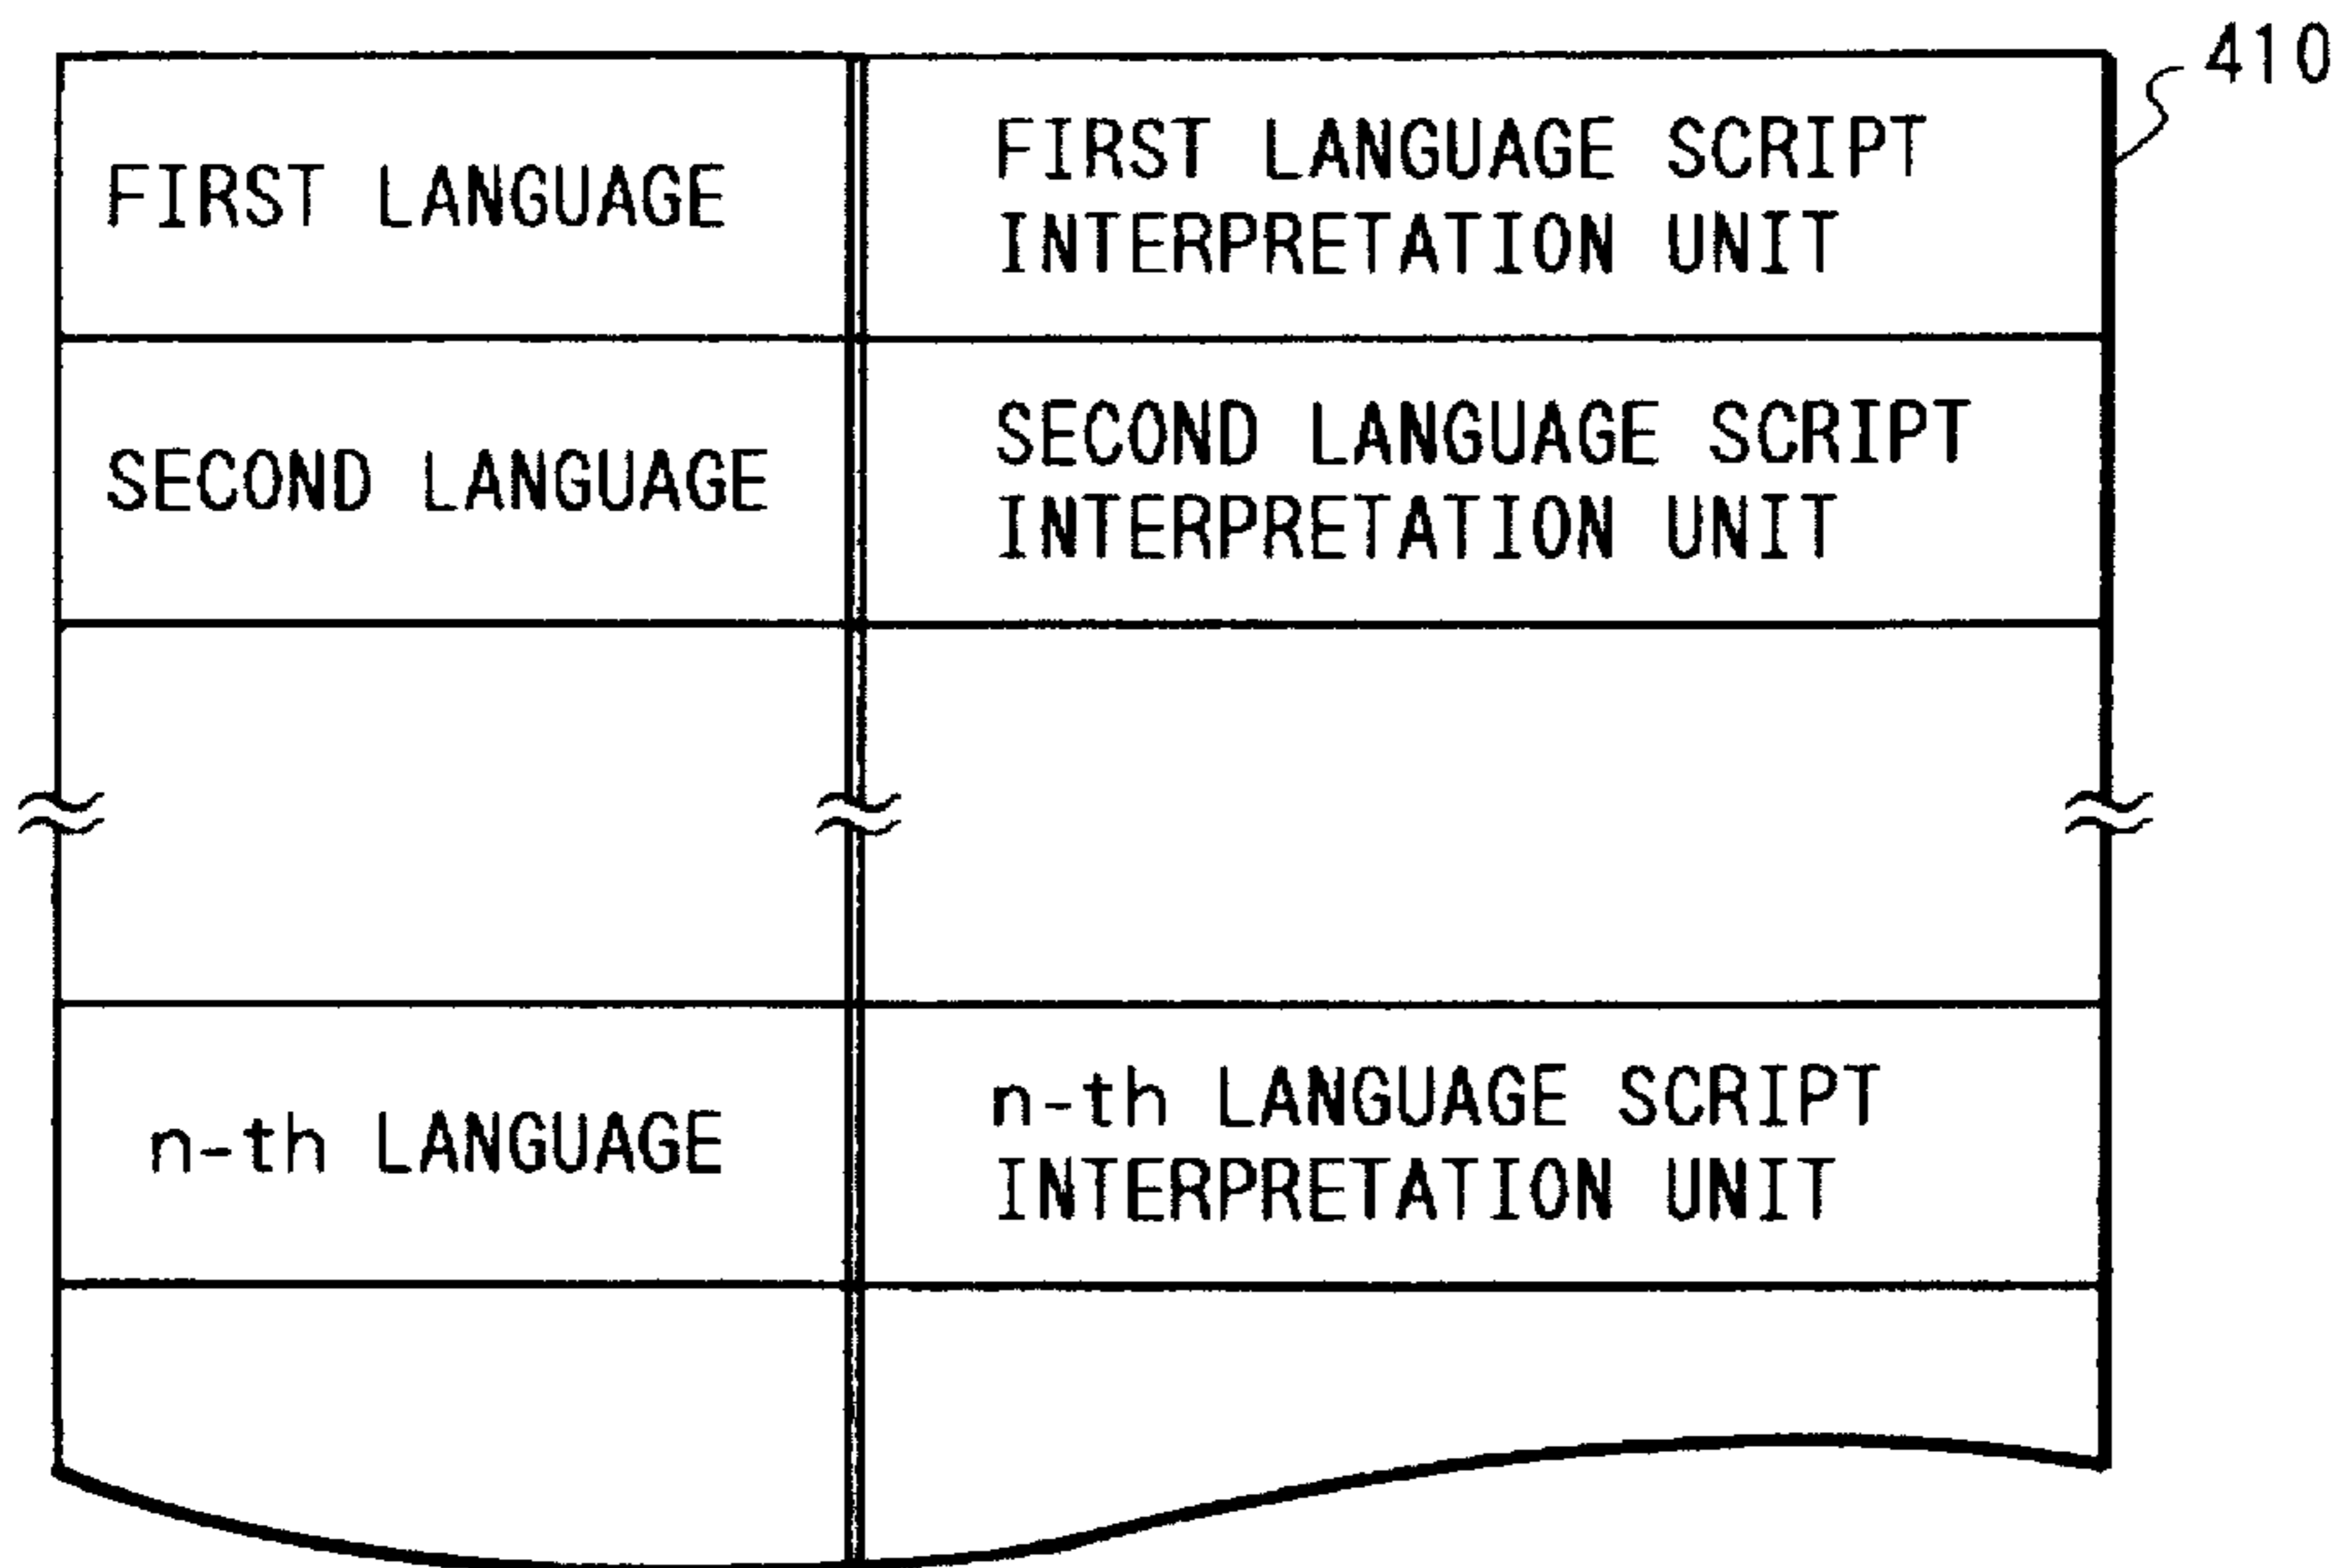 410
FIRST LANGUAGE
FIRST LANGUAGE SCRIPT
INTERPRETATION UNIT
SECOND LANGUAGE
SECOND LANGUAGE SCRIPT
INTERPRETATION UNIT
n-th LANGUAGE
n-th LANGUAGE SCRIPT
INTERPRETATION UNIT